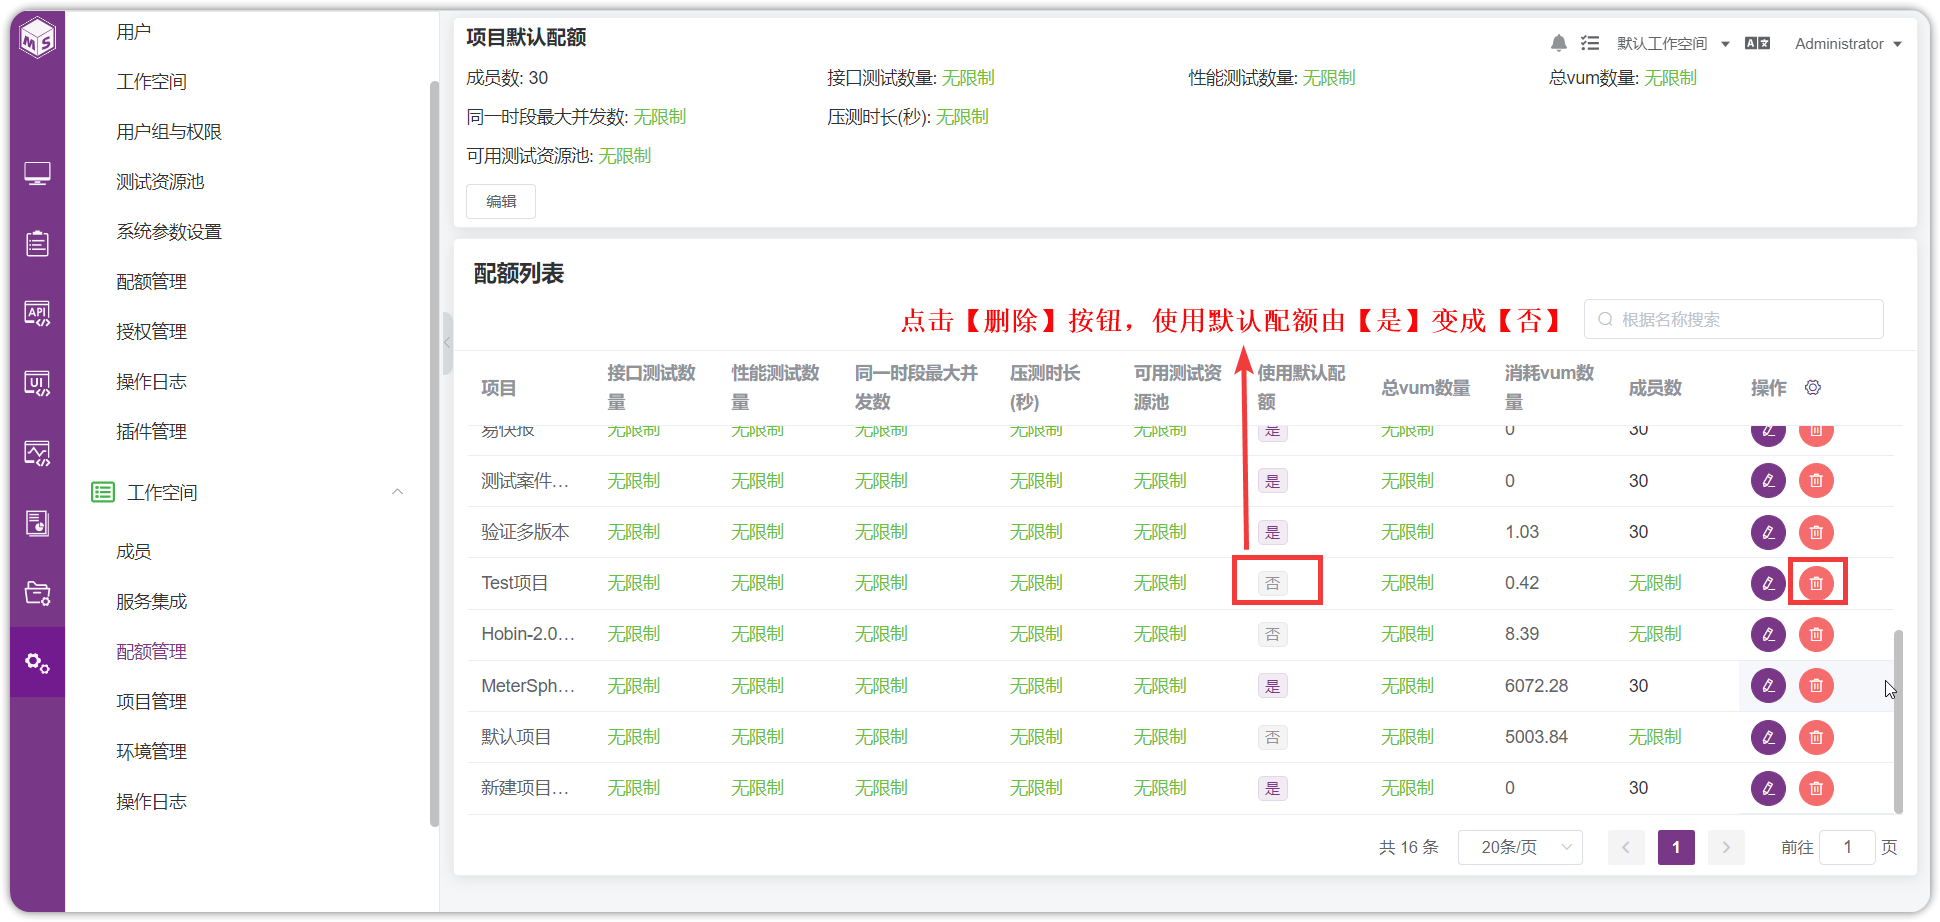 MS
用户
工作空间
用户组与权限
测试资源池
系统参数设置
配额管理
授权管理
操作日志
插件管理
工作空间
成员
服务集成
配额管理
项目管理
环境管理
操作日志
API
UI
项目默认配额
默认工作空间
Administrator
成员数: 30
接口测试数量: 无限制
性能测试数量: 无限制
总vum数量: 无限制
同一时段最大并发数: 无限制
压测时长(秒): 无限制
可用测试资源池: 无限制
编辑
配额列表
点击【删除】按钮，使用默认配额由【是】变成【否】
根据名称搜索
项目 接口测试数量 性能测试数量 同一时段最大并发数 压测时长(秒) 可用测试资源池 使用默认配额 总vum数量 消耗vum数量 成员数 操作
易快报 无限制 无限制 无限制 无限制 无限制 是 无限制 0 30
测试案件... 无限制 无限制 无限制 无限制 无限制 是 无限制 0 30
验证多版本 无限制 无限制 无限制 无限制 无限制 是 无限制 1.03 30
Test项目 无限制 无限制 无限制 无限制 无限制 否 无限制 0.42 无限制
Hobin-2.0... 无限制 无限制 无限制 无限制 无限制 否 无限制 8.39 无限制
MeterSph... 无限制 无限制 无限制 无限制 无限制 是 无限制 6072.28 30
默认项目 无限制 无限制 无限制 无限制 无限制 否 无限制 5003.84 无限制
新建项目... 无限制 无限制 无限制 无限制 无限制 是 无限制 0 30
共 16 条 20条/页 1 前往 1 页